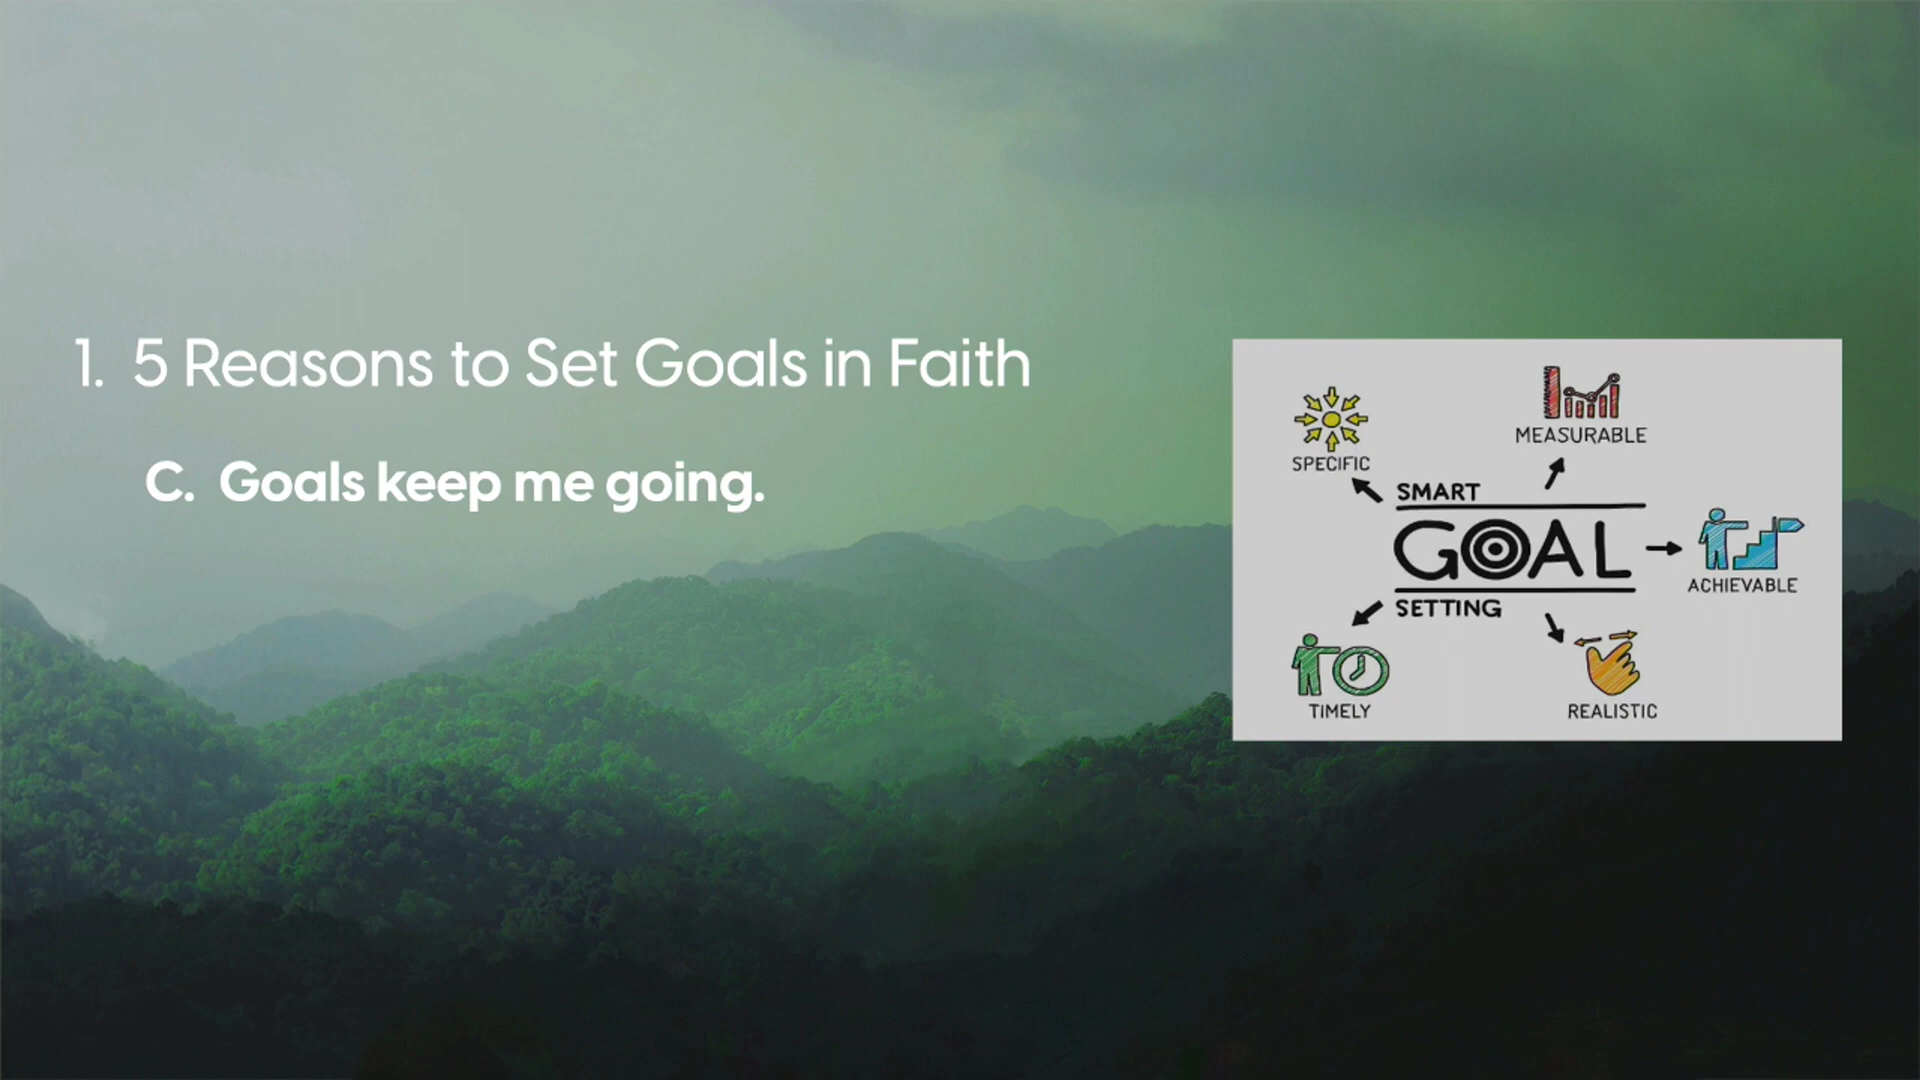 1. 5 Reasons to Set Goals in Faith
C. Goals keep me going.
SPECIFIC
MEASURABLE
SMART
GOAL
SETTING
ACHIEVABLE
TIMELY
REALISTIC